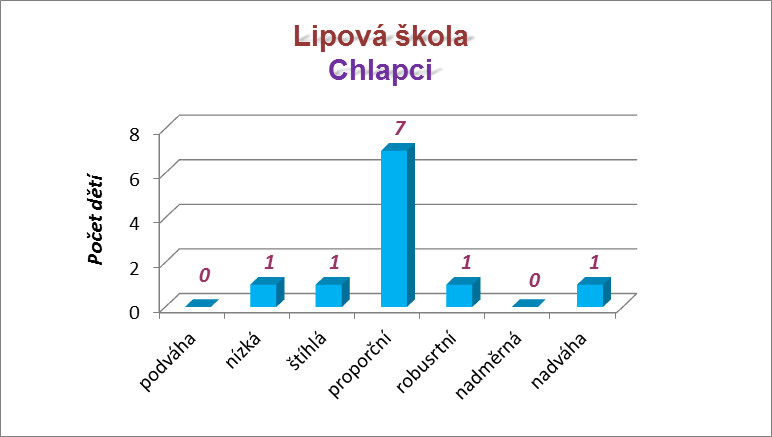 Lipová škola
Chlapci
Počet dětí
8
6
4
2
0
0
1
1
7
1
0
1
podváha
nízká
štíhlá
proporční
robusrtní
nadměrná
nadváha